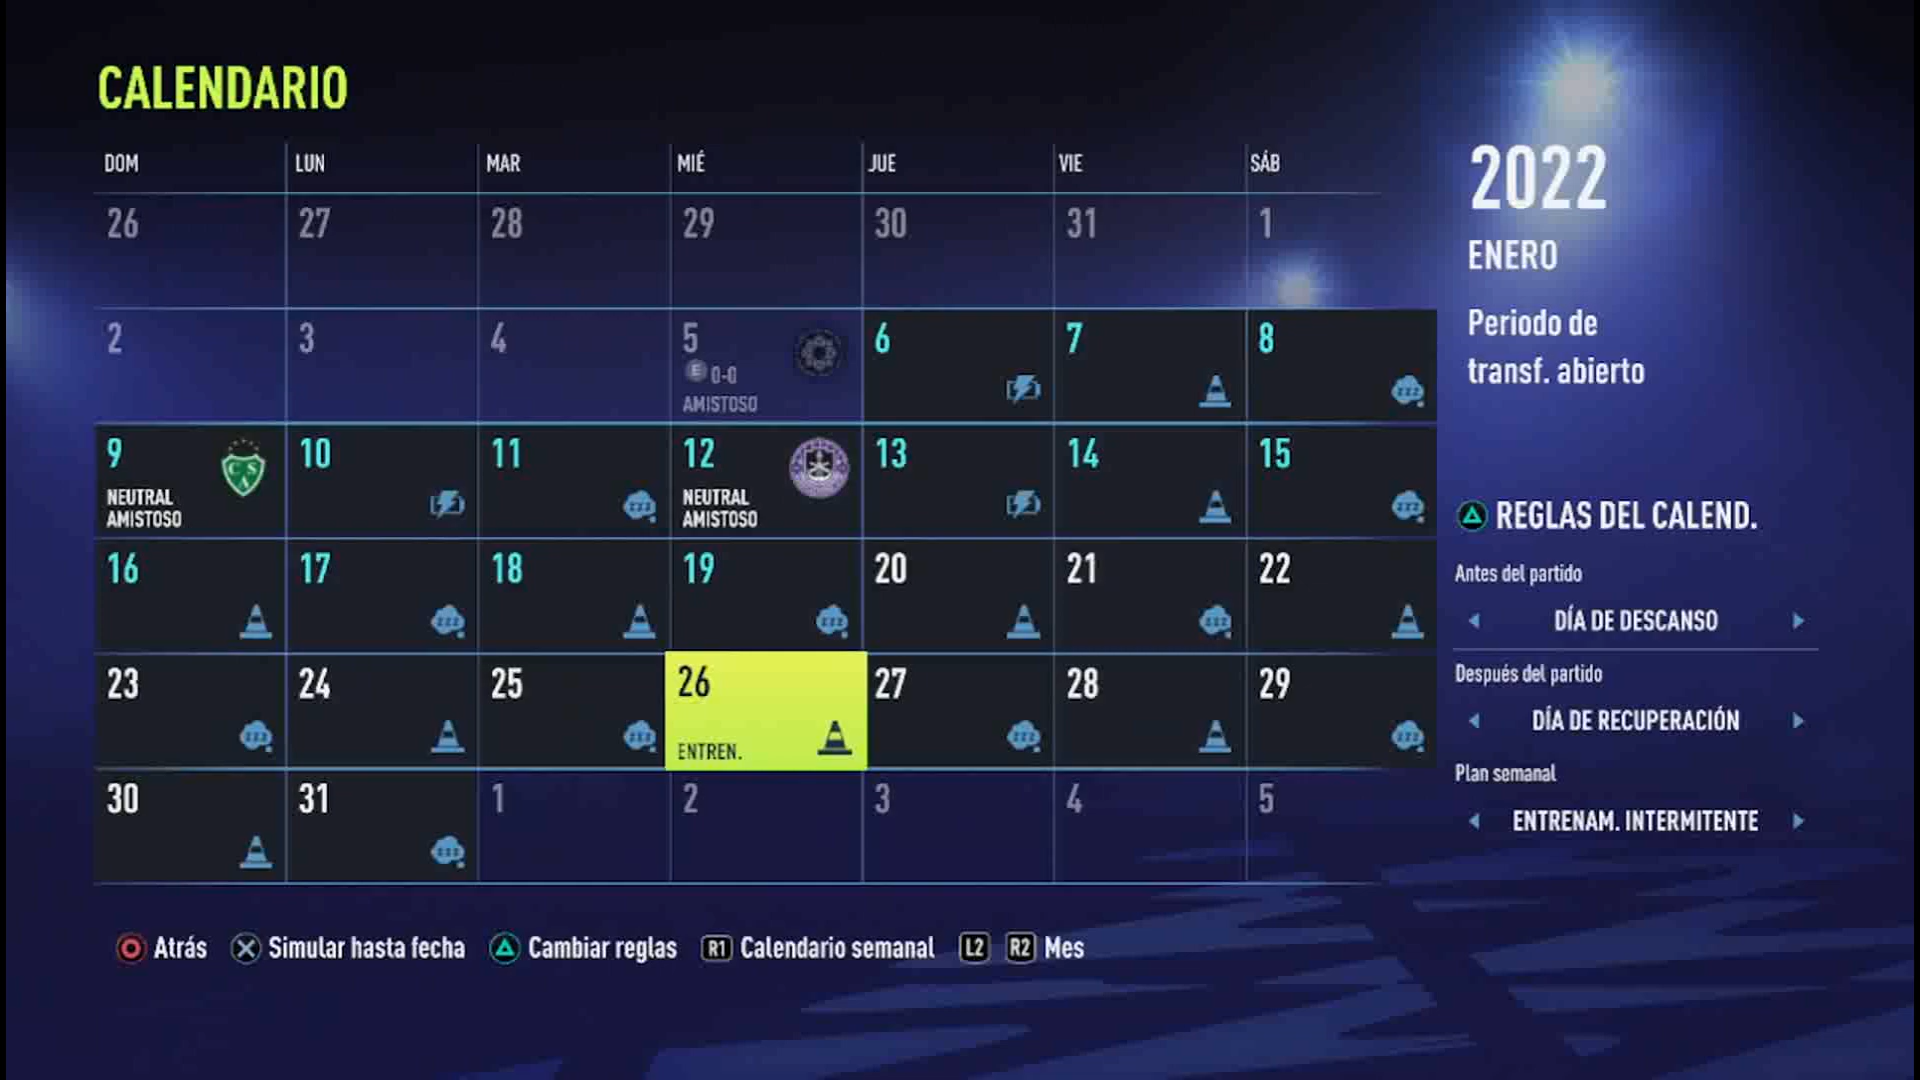 CALENDARIO
DOM LUN MAR MIÉ JUE VIE SÁB
26 27 28 29 30 31 1
2 3 4 5 6 7 8
E 0-0
AMISTOSO
9 10 11 12 13 14 15
CSA
NEUTRAL
AMISTOSO
NEUTRAL
AMISTOSO
16 17 18 19 20 21 22
23 24 25 26 27 28 29
ENTREN.
30 31 1 2 3 4 5
2022
ENERO
Periodo de
transf. abierto
REGLAS DEL CALEND.
Antes del partido
DÍA DE DESCANSO
Después del partido
DÍA DE RECUPERACIÓN
Plan semanal
ENTRENAM. INTERMITENTE
Atrás Simular hasta fecha Cambiar reglas R1 Calendario semanal L2 R2 Mes